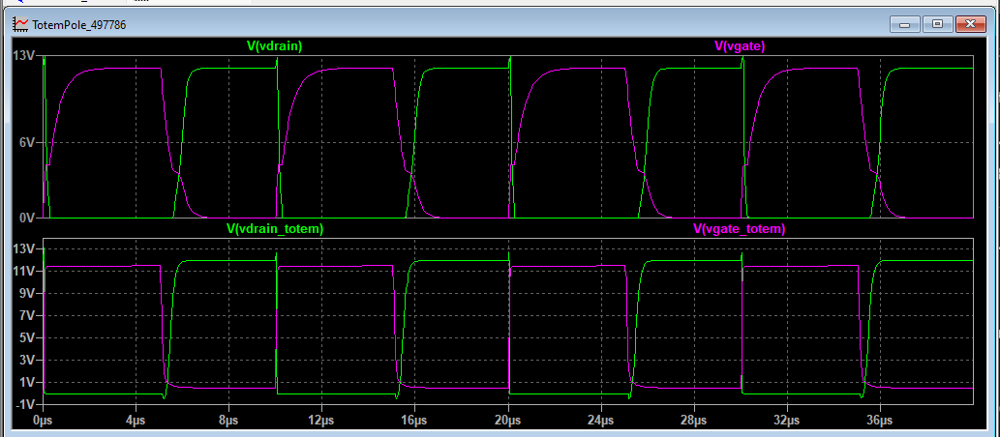 TotemPole_497786
V(vdrain) V(vgate)
13V
6V
0V
V(vdrain_totem) V(vgate_totem)
13V
11V
9V
7V
5V
3V
1V
-1V
0µs 4µs 8µs 12µs 16µs 20µs 24µs 28µs 32µs 36µs